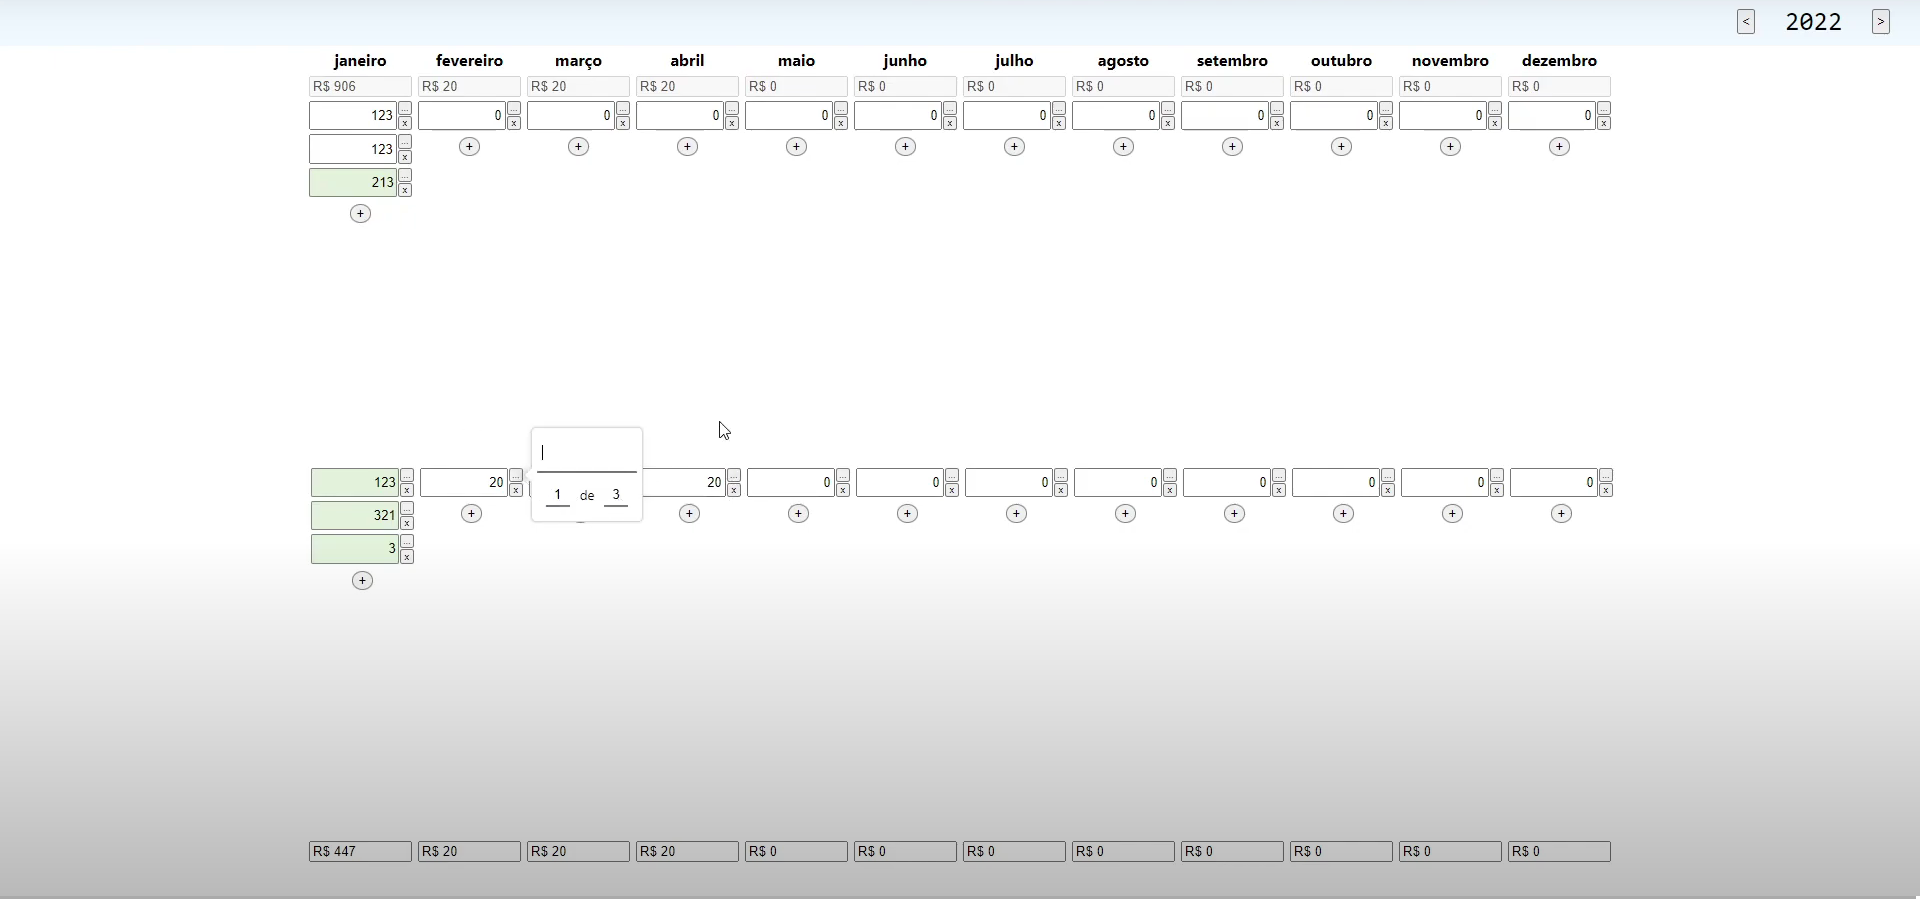 < 2022 >
janeiro fevereiro março abril maio junho julho agosto setembro outubro novembro dezembro
R$ 906 R$ 20 R$ 20 R$ 20 R$ 0 R$ 0 R$ 0 R$ 0 R$ 0 R$ 0 R$ 0 R$ 0
... ... ... ... ... ... ... ... ... ... ... ...
123 0 0 0 0 0 0 0 0 0 0 0
x x x x x x x x x x x x
...
123 + + + + + + + + + + +
x
...
213
x
+
... ... ... ... ... ... ... ... ... ... ...
123 20 20 0 0 0 0 0 0 0 0
x x x x x x x x x x x
1 de 3
...
321 + + + + + + + + + +
x
...
3
x
+
R$ 447 R$ 20 R$ 20 R$ 20 R$ 0 R$ 0 R$ 0 R$ 0 R$ 0 R$ 0 R$ 0 R$ 0